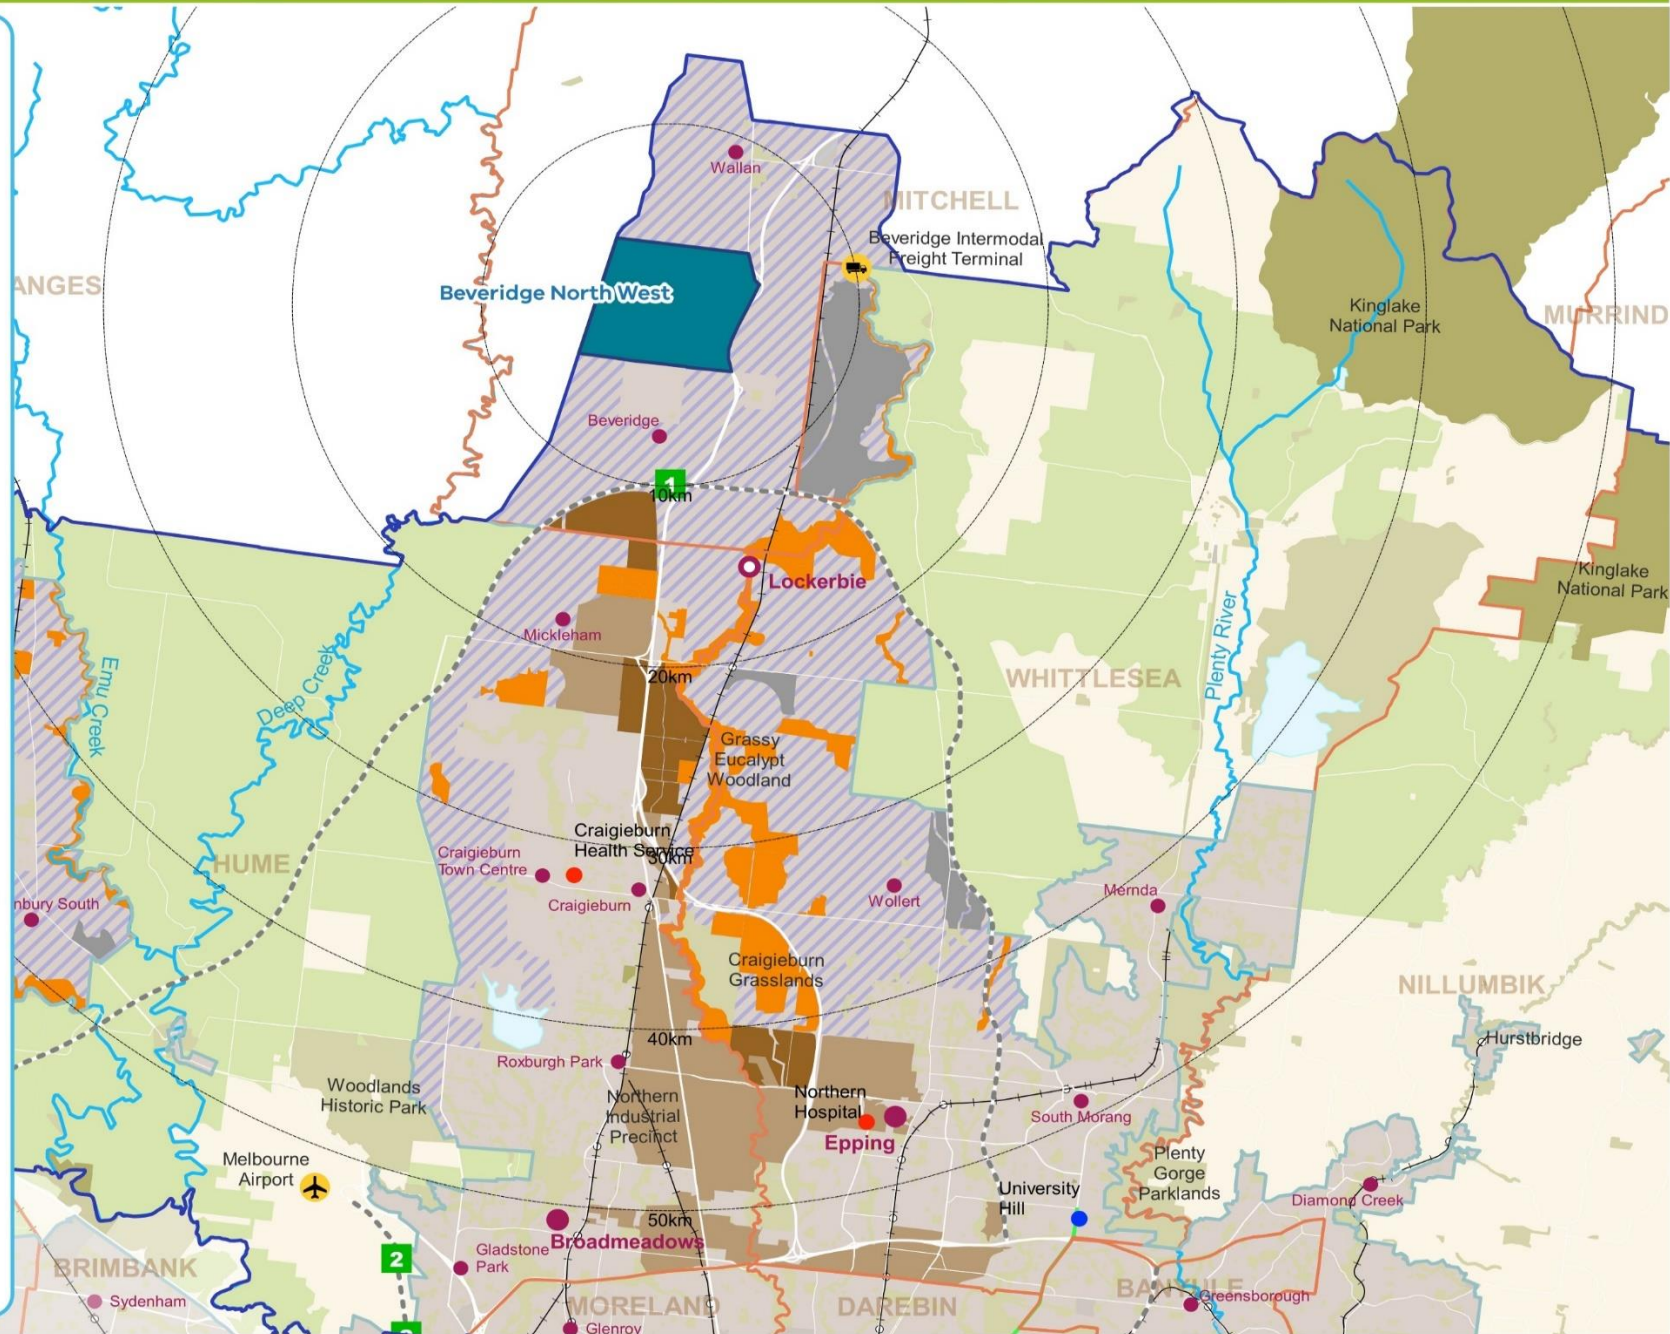 Wallan
MITCHELL
Beveridge Intermodal
Freight Terminal
ANGES
Beveridge North West
Kinglake
National Park
MURRIND
Beveridge
1
10km
Lockerbie
Kinglake
National Park
Mickleham
20km
WHITTLESEA
Plenty River
Emu Creek
Deep Creek
Grassy
Eucalypt
Woodland
Craigieburn
Health Service
30km
HUME
Craigieburn
Town Centre
Craigieburn
Wollert
Mernda
nbury South
Craigieburn
Grasslands
NILLUMBIK
40km
Hurstbridge
Roxburgh Park
Woodlands
Historic Park
Northern
Industrial
Precinct
Northern
Hospital
Epping
South Morang
Melbourne
Airport
Plenty
Gorge
Parklands
University
Hill
Diamond Creek
50km
Broadmeadows
2
Gladstone
Park
BRIMBANK
Sydenham
MORELAND
DAREBIN
BANYULE
Greensborough
Glenroy